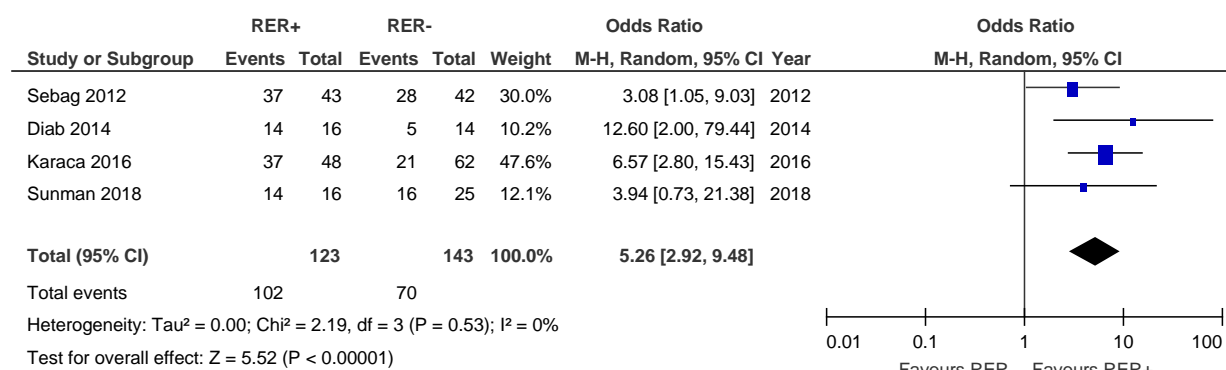 RER+ RER- Odds Ratio Odds Ratio
Study or Subgroup Events Total Events Total Weight M-H, Random, 95% CI Year M-H, Random, 95% CI
Sebag 2012 37 43 28 42 30.0% 3.08 [1.05, 9.03] 2012
Diab 2014 14 16 5 14 10.2% 12.60 [2.00, 79.44] 2014
Karaca 2016 37 48 21 62 47.6% 6.57 [2.80, 15.43] 2016
Sunman 2018 14 16 16 25 12.1% 3.94 [0.73, 21.38] 2018
Total (95% CI) 123 143 100.0% 5.26 [2.92, 9.48]
Total events 102 70
Heterogeneity: Tau² = 0.00; Chi² = 2.19, df = 3 (P = 0.53); I² = 0%
Test for overall effect: Z = 5.52 (P < 0.00001)
0.01 0.1 1 10 100
Favours RER- Favours RER+